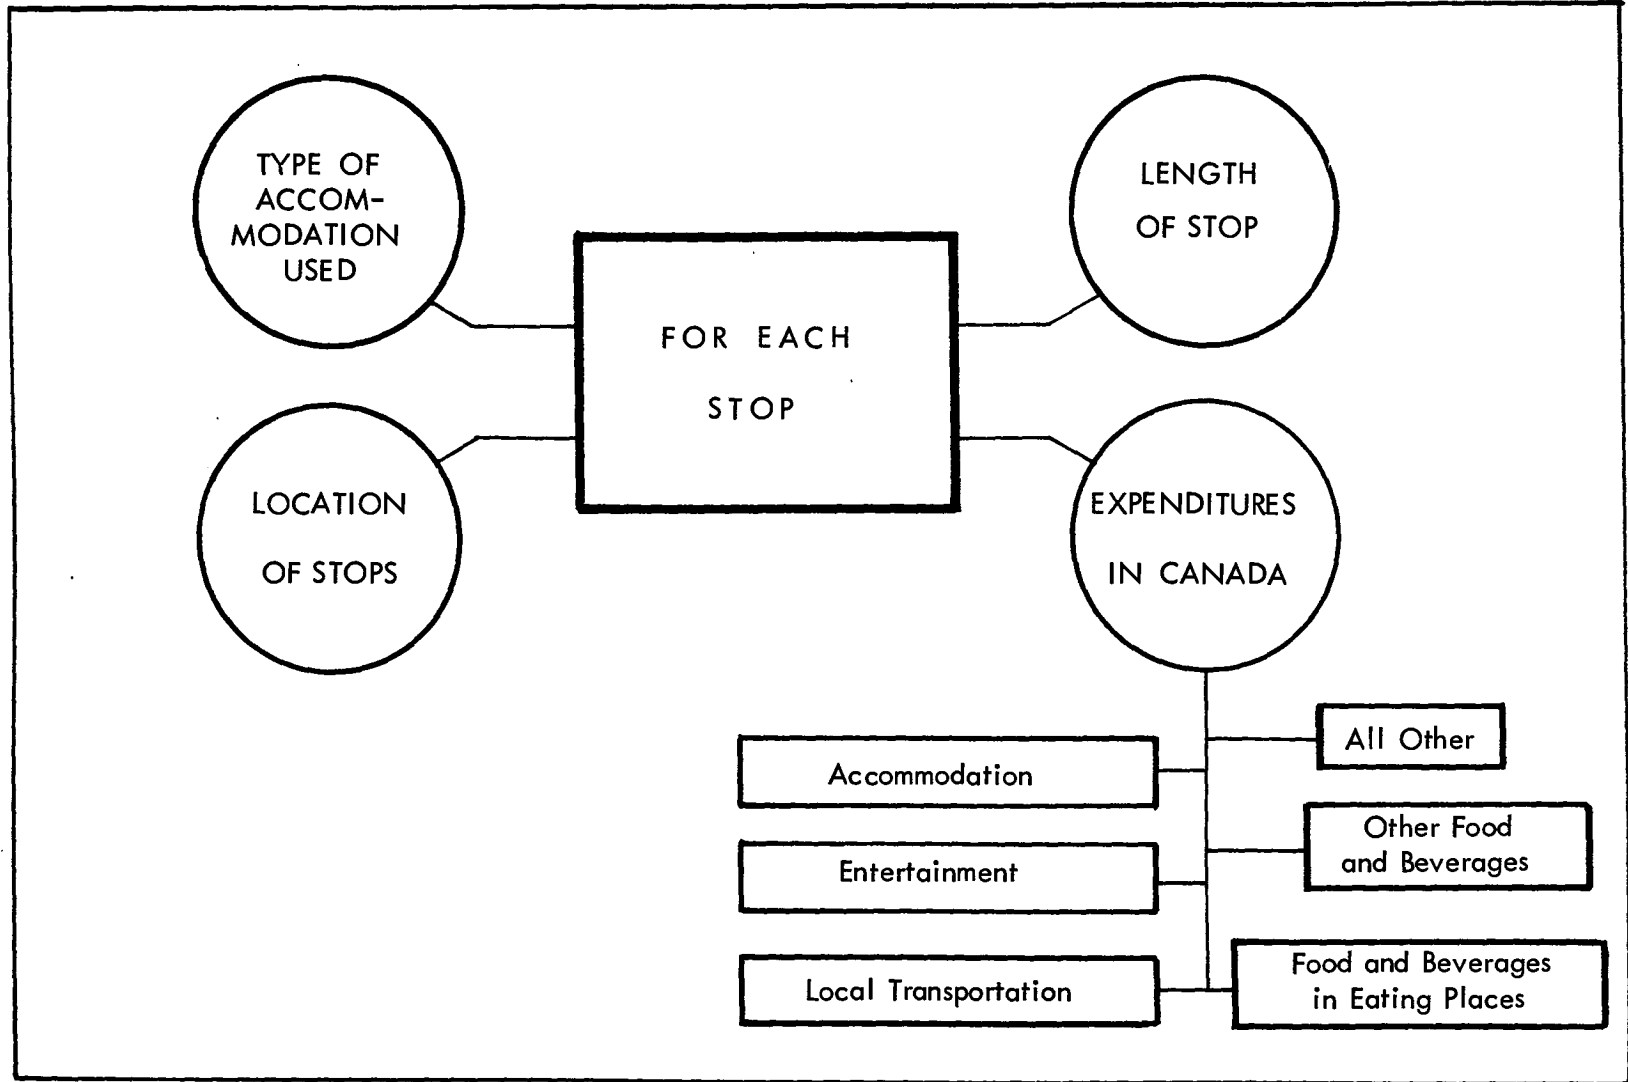 TYPE OF
ACCOM-
MODATION
USED
LENGTH
OF STOP
FOR EACH
STOP
LOCATION
OF STOPS
EXPENDITURES
IN CANADA
All Other
Accommodation
Other Food
and Beverages
Entertainment
Food and Beverages
in Eating Places
Local Transportation